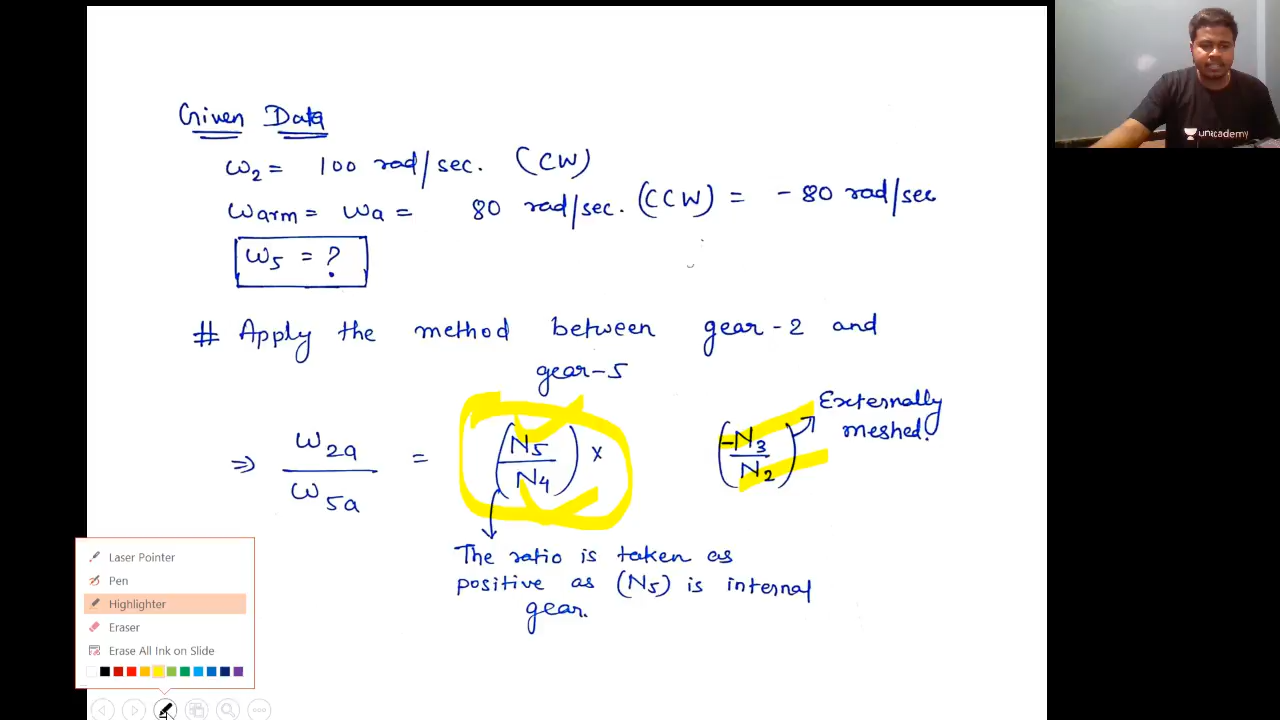 unacademy
Given Data
ω₂ = 100 rad/sec. (CW)
ωarm = ωa = 80 rad/sec. (CCW) = - 80 rad/sec
ω₅ = ?
# Apply the method between gear-2 and
gear-5
⇒ ω₂ₐ / ω₅ₐ = (N₅ / N₄) × (-N₃ / N₂)
Externally
meshed.
The ratio is taken as
positive as (N₅) is internal
gear.
Laser Pointer
Pen
Highlighter
Eraser
Erase All Ink on Slide